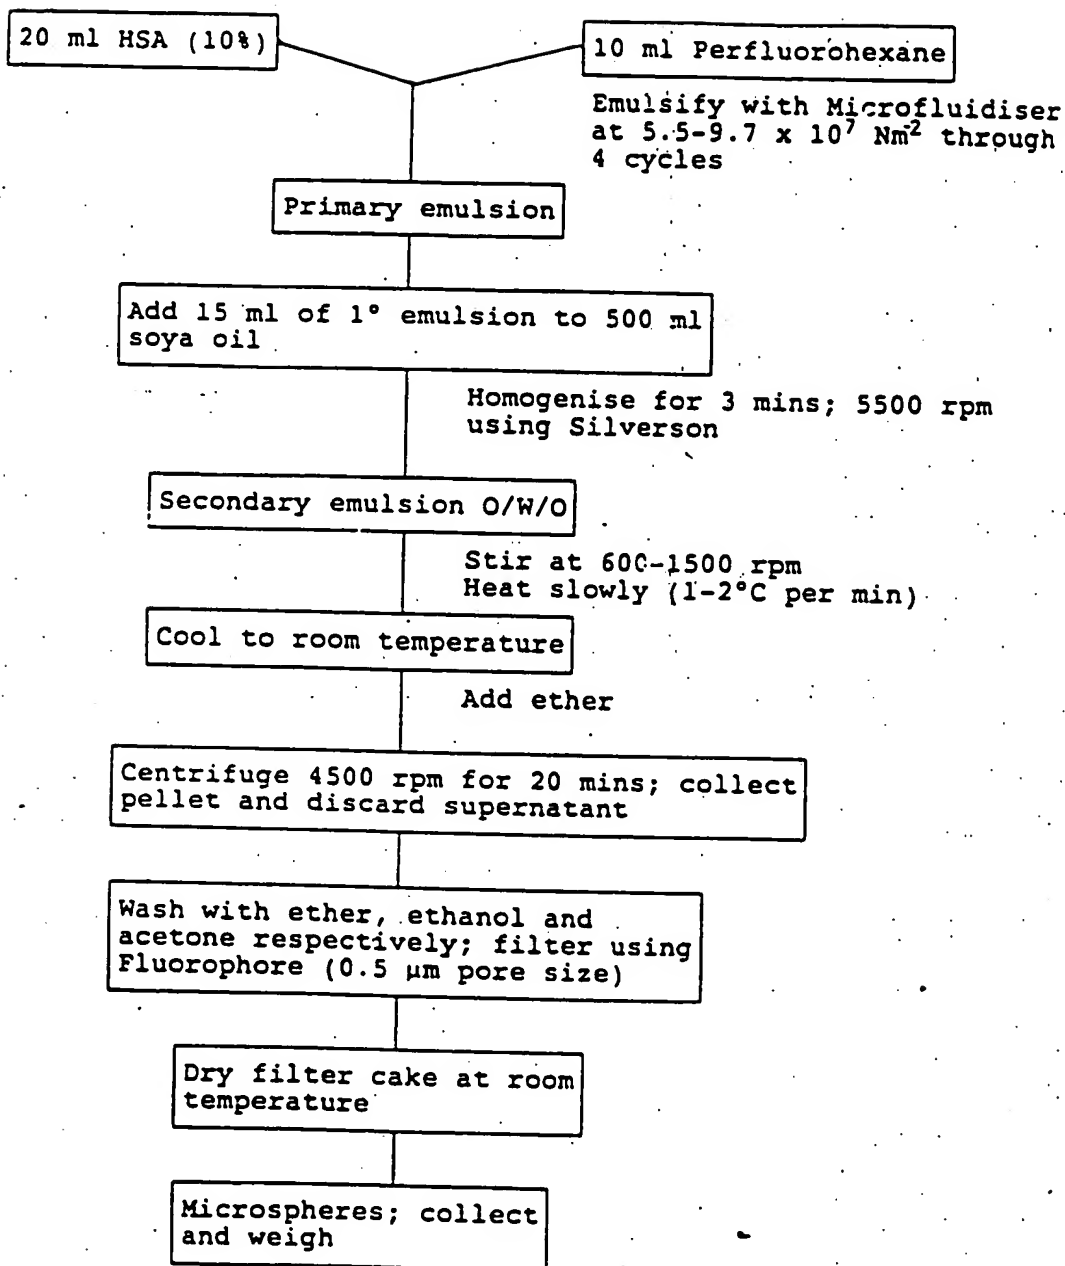 20 ml HSA (10%)
10 ml Perfluorohexane
Emulsify with Microfluidiser
at 5.5-9.7 x 10⁷ Nm⁻² through
4 cycles
Primary emulsion
Add 15 ml of 1° emulsion to 500 ml
soya oil
Homogenise for 3 mins; 5500 rpm
using Silverson
Secondary emulsion O/W/O
Stir at 600-1500 rpm
Heat slowly (1-2°C per min)
Cool to room temperature
Add ether
Centrifuge 4500 rpm for 20 mins; collect
pellet and discard supernatant
Wash with ether, ethanol and
acetone respectively; filter using
Fluorophore (0.5 µm pore size)
Dry filter cake at room
temperature
Microspheres; collect
and weigh